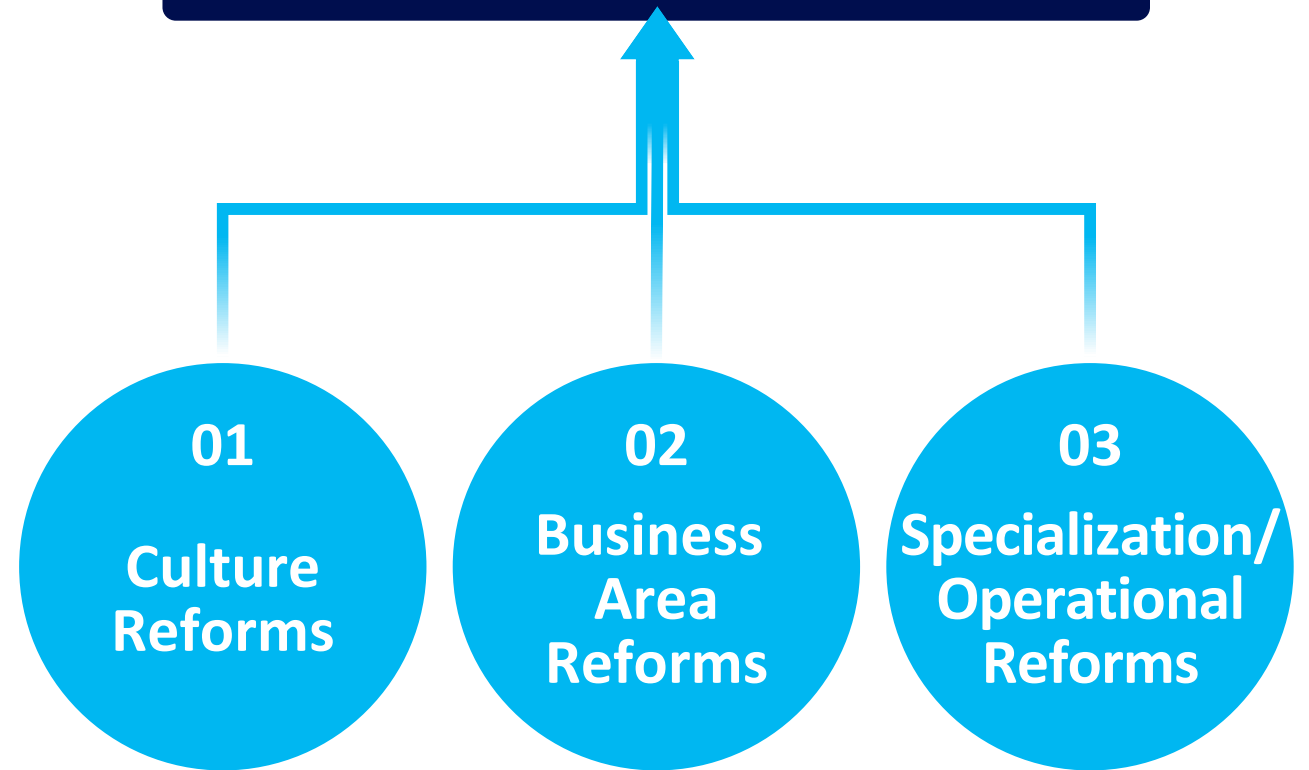 01
Culture
Reforms
02
Business
Area
Reforms
03
Specialization/
Operational
Reforms